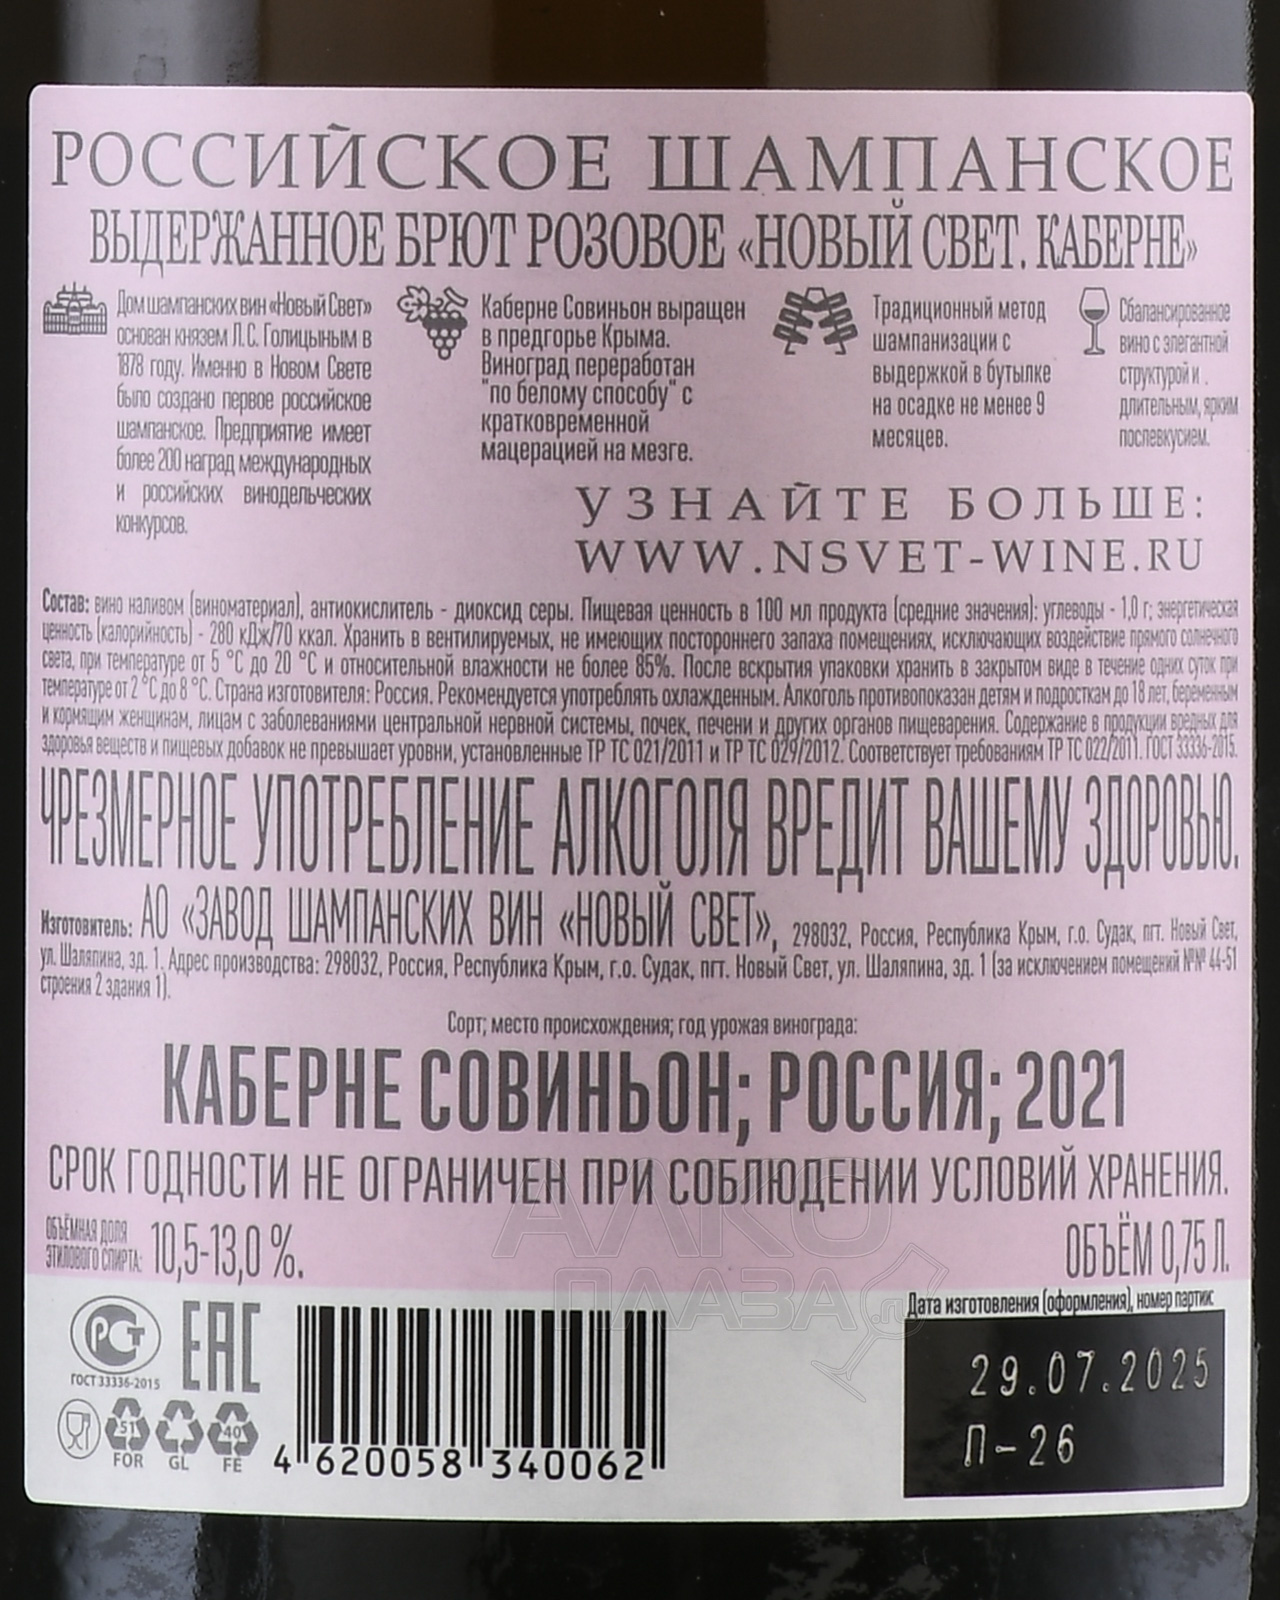 РОССИЙСКОЕ ШАМПАНСКОЕ
ВЫДЕРЖАННОЕ БРЮТ РОЗОВОЕ «НОВЫЙ СВЕТ. КАБЕРНЕ»
Дом шампанских вин «Новый Свет»
основан князем Л.С. Голицыным в
1878 году. Именно в Новом Свете
было создано первое российское
шампанское. Предприятие имеет
более 200 наград международных
и российских винодельческих
конкурсов.
Каберне Совиньон выращен
в предгорье Крыма.
Виноград переработан
"по белому способу" с
кратковременной
мацерацией на мезге.
Традиционный метод
шампанизации с
выдержкой в бутылке
на осадке не менее 9
месяцев.
Сбалансированное
вино с элегантной
структурой и .
длительным, ярким
послевкусием.
УЗНАЙТЕ БОЛЬШЕ:
WWW.NSVET-WINE.RU
Состав: вино наливом (виноматериал), антиокислитель - диоксид серы. Пищевая ценность в 100 мл продукта (средние значения): углеводы - 1,0 г; энергетическая
ценность (калорийность) - 280 кДж/70 ккал. Хранить в вентилируемых, не имеющих постороннего запаха помещениях, исключающих воздействие прямого солнечного
света, при температуре от 5 °C до 20 °C и относительной влажности не более 85%. После вскрытия упаковки хранить в закрытом виде в течение одних суток при
температуре от 2 °C до 8 °C. Страна изготовителя: Россия. Рекомендуется употреблять охлажденным. Алкоголь противопоказан детям и подросткам до 18 лет, беременным
и кормящим женщинам, лицам с заболеваниями центральной нервной системы, почек, печени и других органов пищеварения. Содержание в продукции вредных для
здоровья веществ и пищевых добавок не превышает уровни, установленные ТР ТС 021/2011 и ТР ТС 029/2012. Соответствует требованиям ТР ТС 022/2011. ГОСТ 33336-2015.
ЧРЕЗМЕРНОЕ УПОТРЕБЛЕНИЕ АЛКОГОЛЯ ВРЕДИТ ВАШЕМУ ЗДОРОВЬЮ.
Изготовитель: АО «ЗАВОД ШАМПАНСКИХ ВИН «НОВЫЙ СВЕТ», 298032, Россия, Республика Крым, г.о. Судак, пгт. Новый Свет,
ул. Шаляпина, зд. 1. Адрес производства: 298032, Россия, Республика Крым, г.о. Судак, пгт. Новый Свет, ул. Шаляпина, зд. 1 (за исключением помещений №№ 44-51
строения 2 здания 1).
Сорт; место происхождения; год урожая винограда:
КАБЕРНЕ СОВИНЬОН; РОССИЯ; 2021
СРОК ГОДНОСТИ НЕ ОГРАНИЧЕН ПРИ СОБЛЮДЕНИИ УСЛОВИЙ ХРАНЕНИЯ.
ОБЪЁМНАЯ ДОЛЯ
ЭТИЛОВОГО СПИРТА: 10,5-13,0 %.
ОБЪЁМ 0,75 Л.
АЛКО
ПЛАЗА.ru
Дата изготовления (оформления), номер партии:
29.07.2025
П-26
РСТ
ГОСТ 33336-2015
ЕАС
51
FOR
GL
40
FE
4 620058 340062